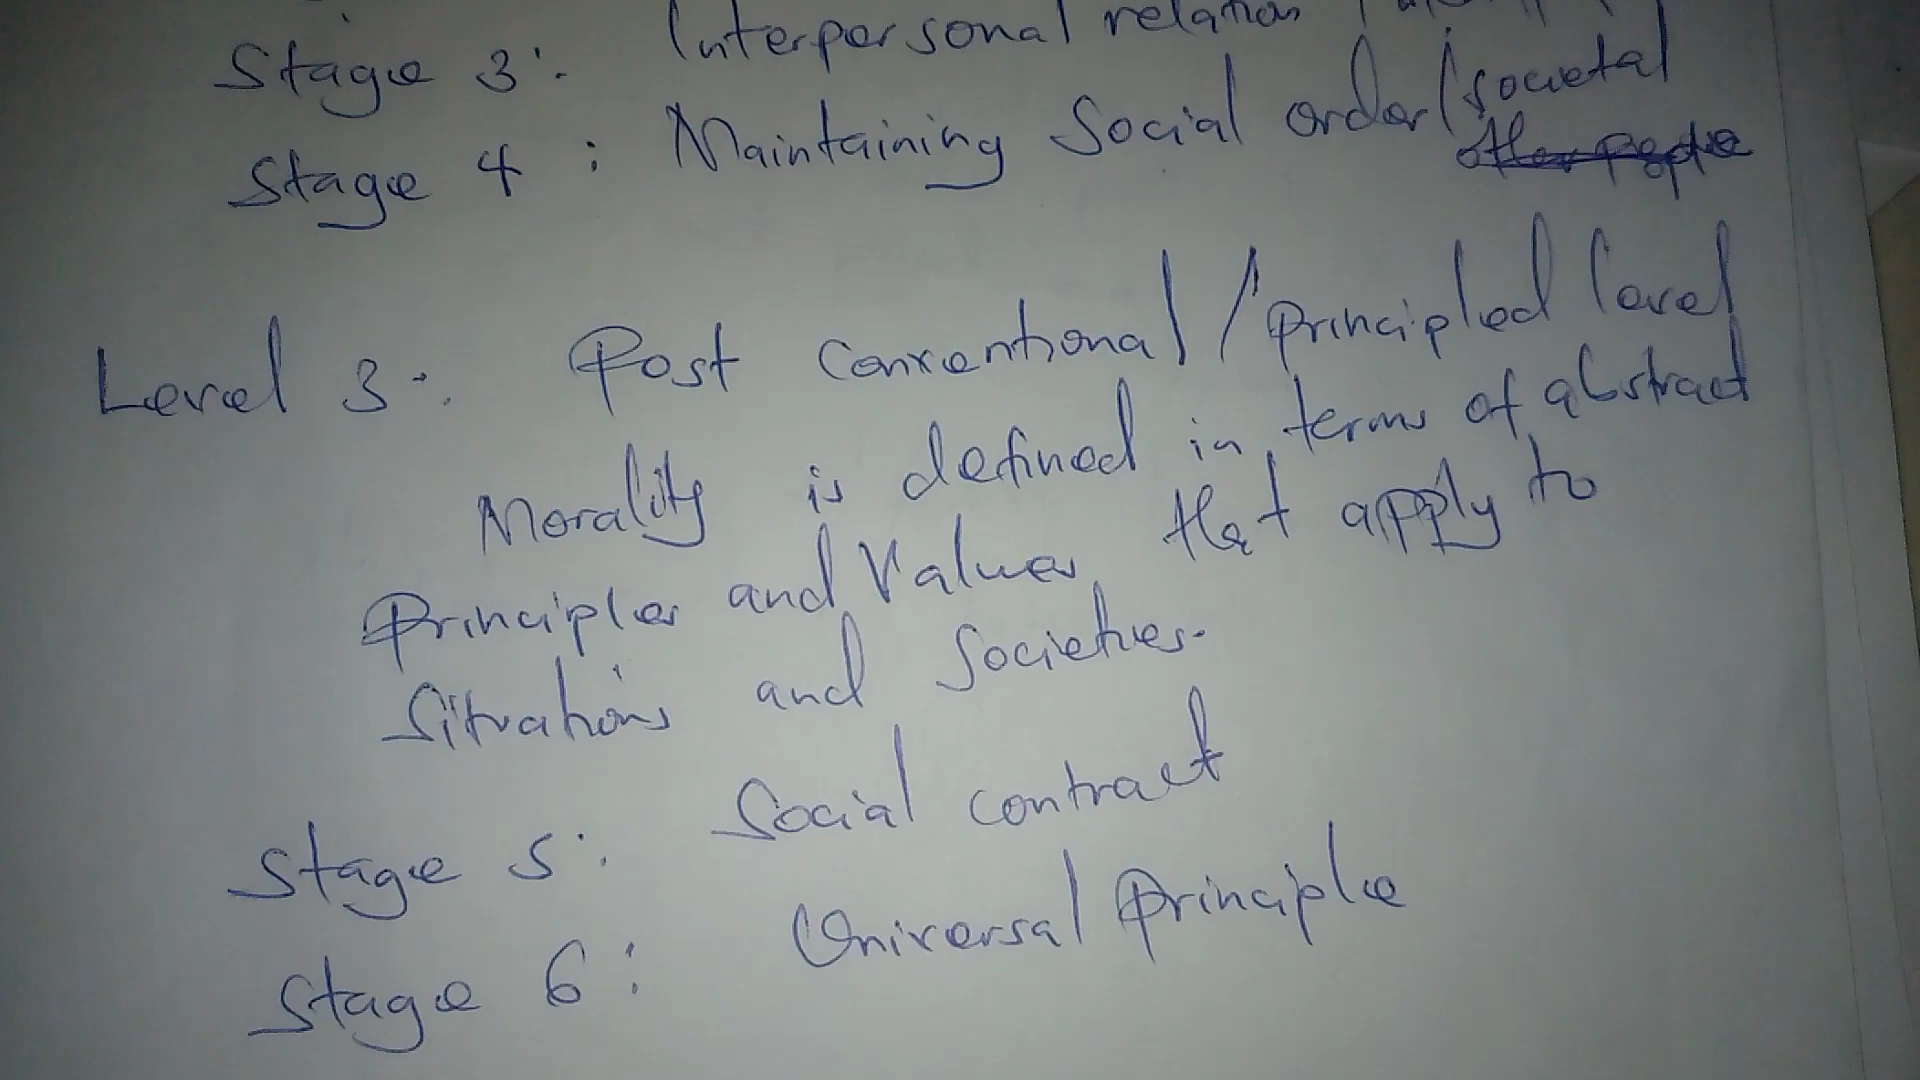 Stage 3:- Interpersonal relation
Stage 4 : Maintaining Social order/societal
other people
Level 3:- Post Conventional/Principled level
Morality is defined in terms of abstract
Principles and Values that apply to
Situations and Societies.
Stage 5:- Social contract
Stage 6: Universal Principle